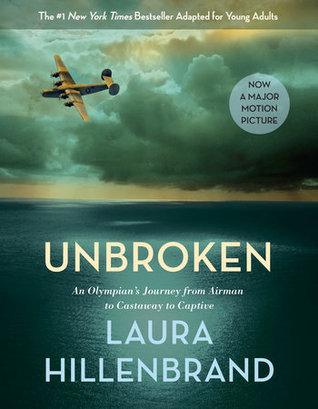 The #1 New York Times Bestseller Adapted for Young Adults
NOW
A MAJOR
MOTION
PICTURE
UNBROKEN
An Olympian's Journey from Airman
to Castaway to Captive
LAURA
HILLENBRAND